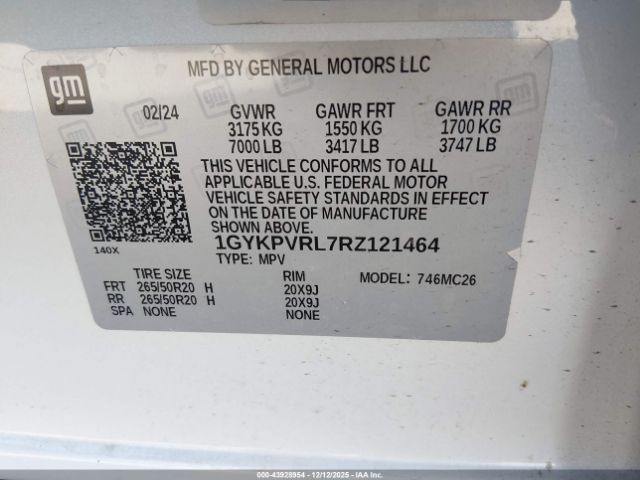 gm
MFD BY GENERAL MOTORS LLC
02/24 GVWR GAWR FRT GAWR RR
3175 KG 1550 KG 1700 KG
7000 LB 3417 LB 3747 LB
THIS VEHICLE CONFORMS TO ALL
APPLICABLE U.S. FEDERAL MOTOR
VEHICLE SAFETY STANDARDS IN EFFECT
ON THE DATE OF MANUFACTURE
SHOWN ABOVE.
140X 1GYKPVRL7RZ121464
TYPE: MPV
TIRE SIZE RIM MODEL: 746MC26
FRT 265/50R20 H 20X9J
RR 265/50R20 H 20X9J
SPA NONE NONE
000-43928954 - 12/12/2025 - IAAI.COM